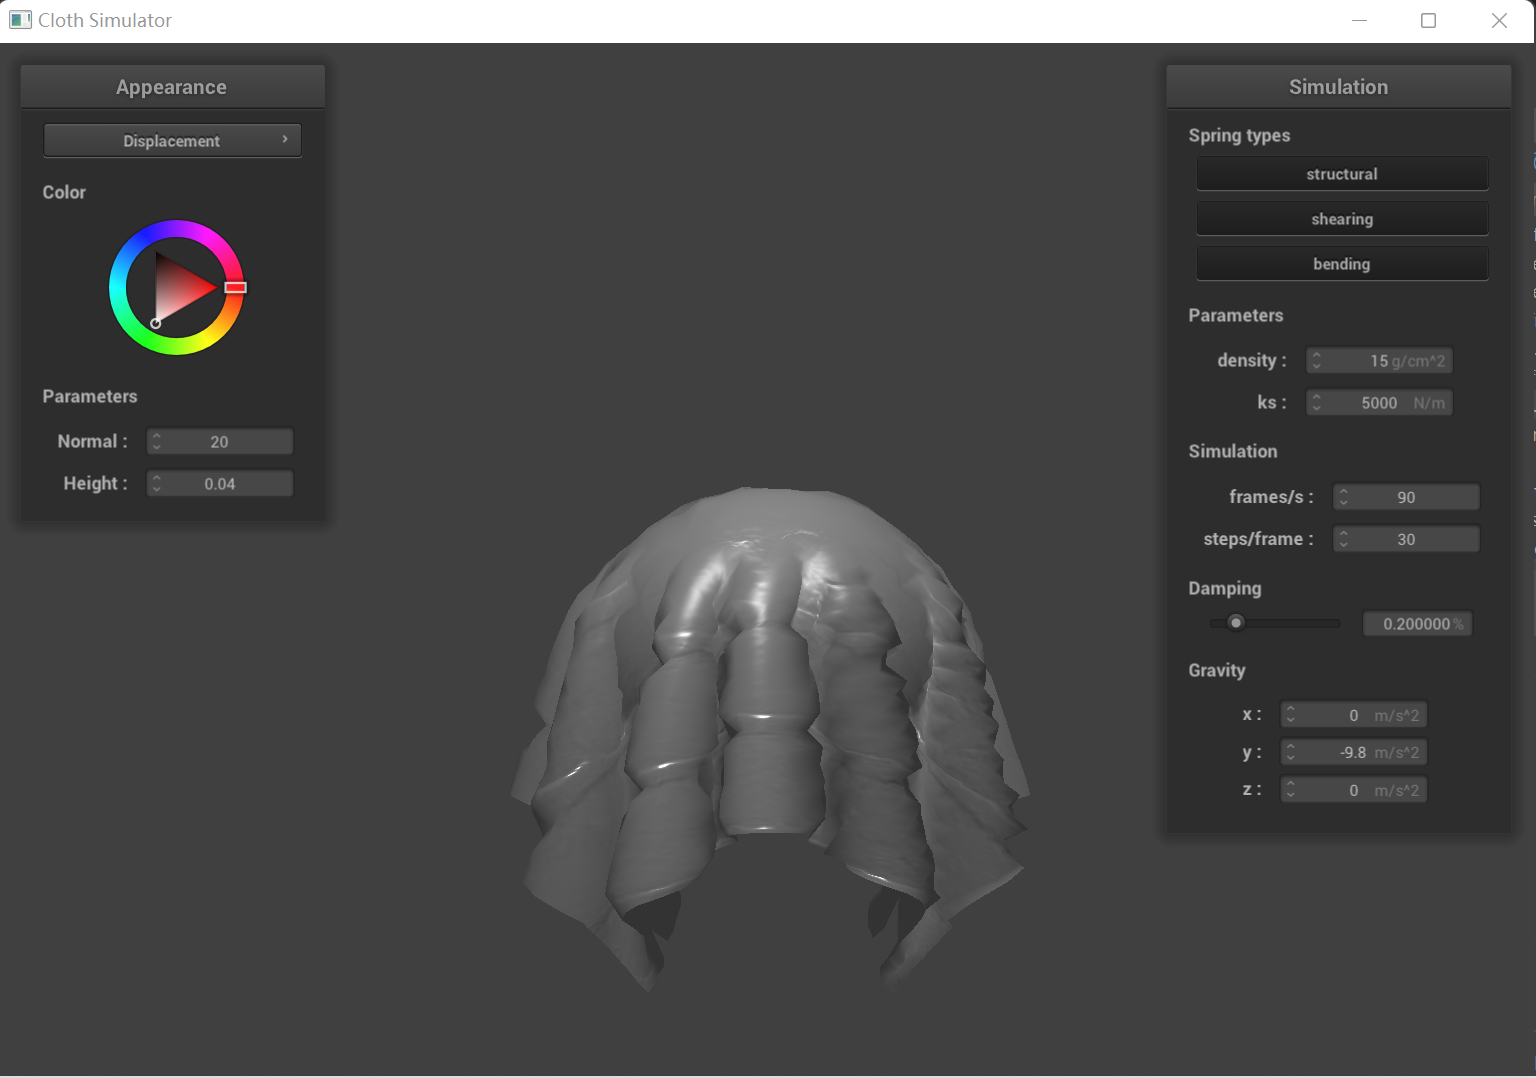 Cloth Simulator
Appearance
Displacement
Color
Parameters
Normal : 20
Height : 0.04
Simulation
Spring types
structural
shearing
bending
Parameters
density : 15 g/cm^2
ks : 5000 N/m
Simulation
frames/s : 90
steps/frame : 30
Damping
0.200000 %
Gravity
x : 0 m/s^2
y : -9.8 m/s^2
z : 0 m/s^2